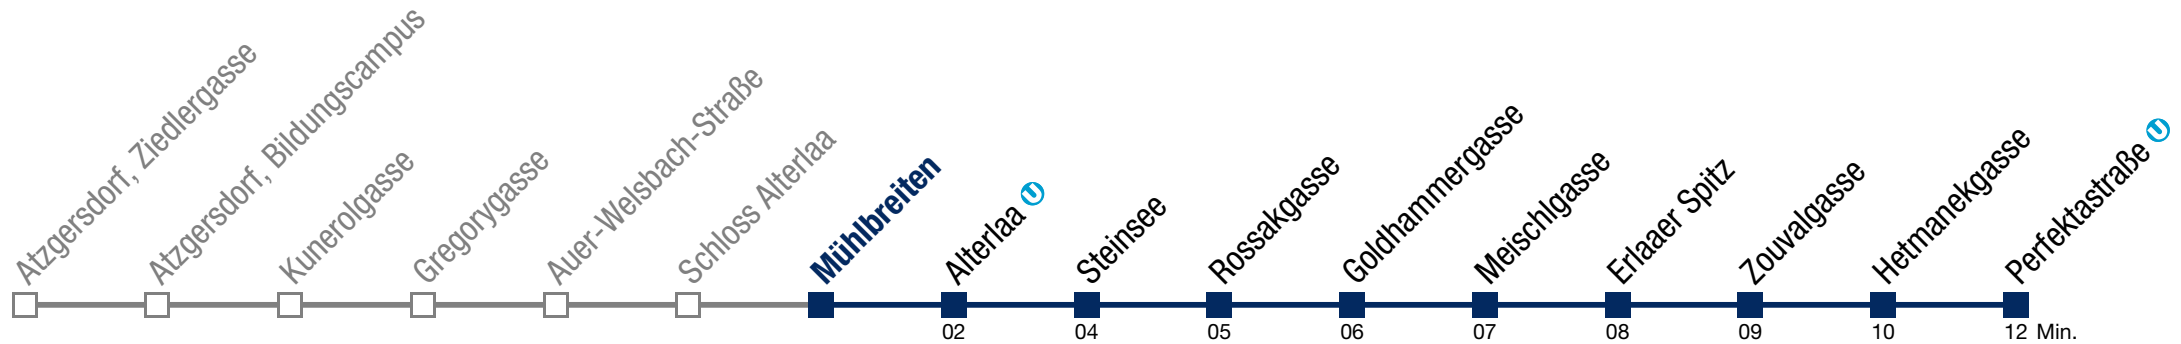 Atzgersdorf, Ziedlergasse
Atzgersdorf, Bildungscampus
Kunerolgasse
Gregorygasse
Auer-Welsbach-Straße
Schloss Alterlaa
Mühlbreiten
Alterlaa
Steinsee
Rossakgasse
Goldhammergasse
Meischlgasse
Erlaaer Spitz
Zouvalgasse
Hetmanekgasse
Perfektastraße
02 04 05 06 07 08 09 10 12 Min.